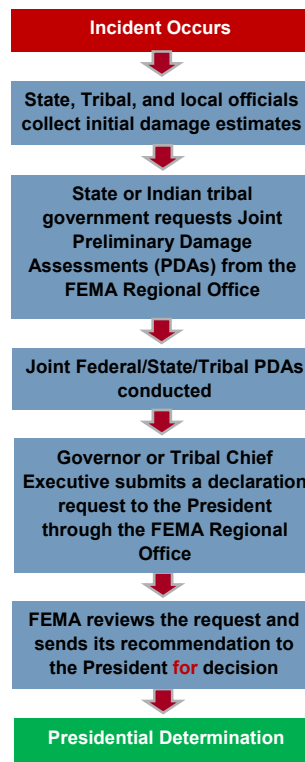 Incident Occurs
State, Tribal, and local officials
collect initial damage estimates
State or Indian tribal
government requests Joint
Preliminary Damage
Assessments (PDAs) from the
FEMA Regional Office
Joint Federal/State/Tribal PDAs
conducted
Governor or Tribal Chief
Executive submits a declaration
request to the President
through the FEMA Regional
Office
FEMA reviews the request and
sends its recommendation to
the President for decision
Presidential Determination